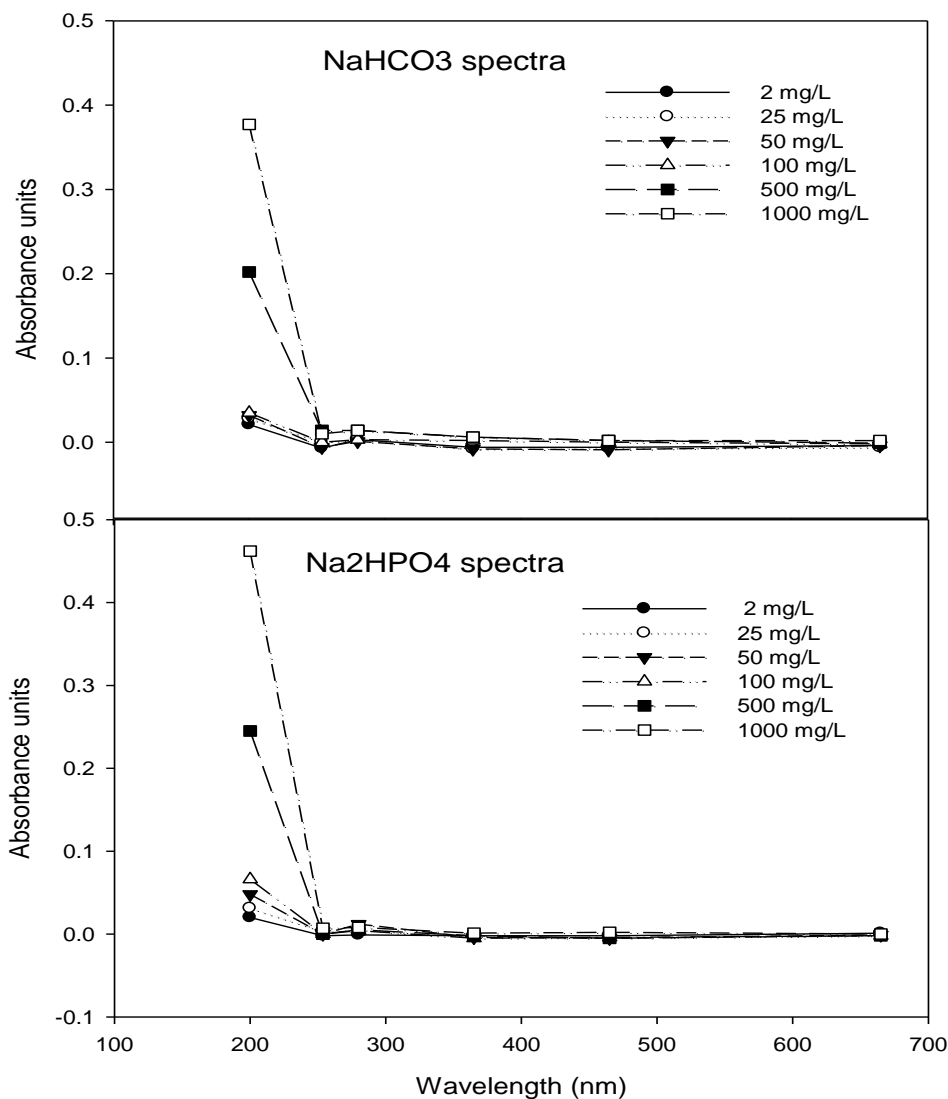 0.5
NaHCO3 spectra
2 mg/L
25 mg/L
50 mg/L
100 mg/L
500 mg/L
1000 mg/L
0.4
0.3
0.2
0.1
0.0
Absorbance units
0.5
Na2HPO4 spectra
2 mg/L
25 mg/L
50 mg/L
100 mg/L
500 mg/L
1000 mg/L
0.4
0.3
0.2
0.1
0.0
-0.1
Absorbance units
100 200 300 400 500 600 700
Wavelength (nm)